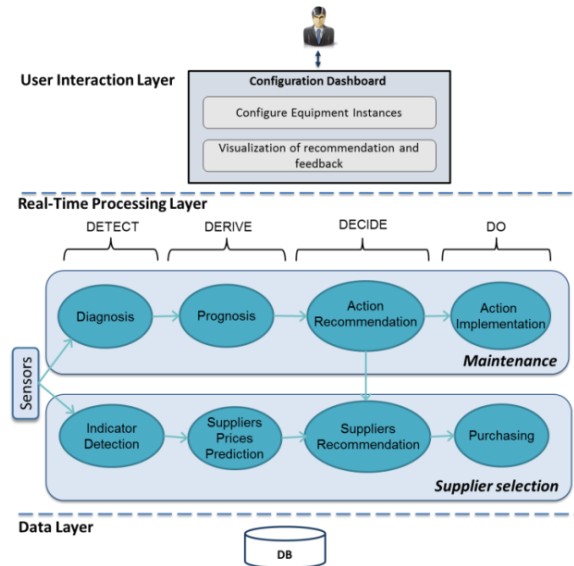 User Interaction Layer
Configuration Dashboard
Configure Equipment Instances
Visualization of recommendation and
feedback
Real-Time Processing Layer
DETECT
DERIVE
DECIDE
DO
Sensors
Diagnosis
Prognosis
Action
Recommendation
Action
Implementation
Maintenance
Indicator
Detection
Suppliers
Prices
Prediction
Suppliers
Recommendation
Purchasing
Supplier selection
Data Layer
DB